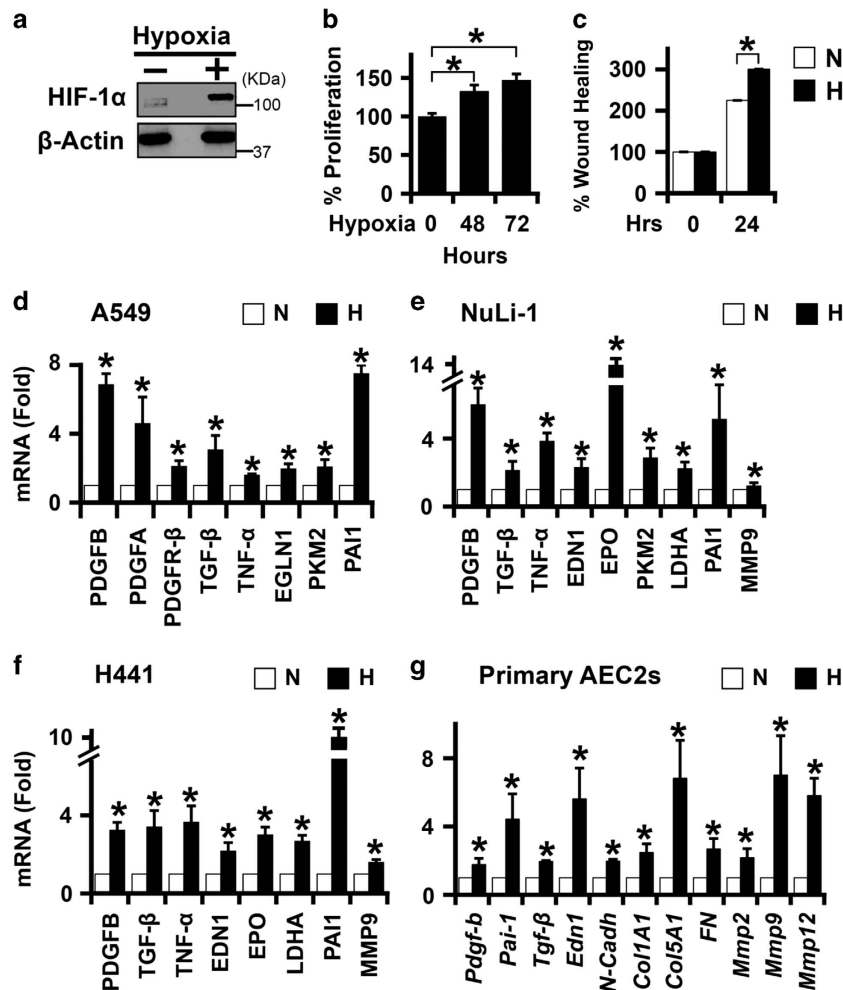 a
Hypoxia
− +
(KDa)
HIF-1α
100
β-Actin
37
b
* *
% Proliferation
150
100
50
0
Hypoxia 0 48 72
Hours
c
*
N
H
% Wound Healing
300
200
100
0
Hrs 0 24
d
A549
N H
mRNA (Fold)
8
4
0
* * * * * * * *
PDGFB PDGFA PDGFR-β TGF-β TNF-α EGLN1 PKM2 PAI1
e
NuLi-1
N H
14
4
0
* * * * * * * * *
PDGFB TGF-β TNF-α EDN1 EPO PKM2 LDHA PAI1 MMP9
f
H441
N H
mRNA (Fold)
10
4
0
* * * * * * * *
PDGFB TGF-β TNF-α EDN1 EPO LDHA PAI1 MMP9
g
Primary AEC2s
N H
8
4
0
* * * * * * * * * * *
Pdgf-b Pai-1 Tgf-β Edn1 N-Cadh Col1A1 Col5A1 FN Mmp2 Mmp9 Mmp12